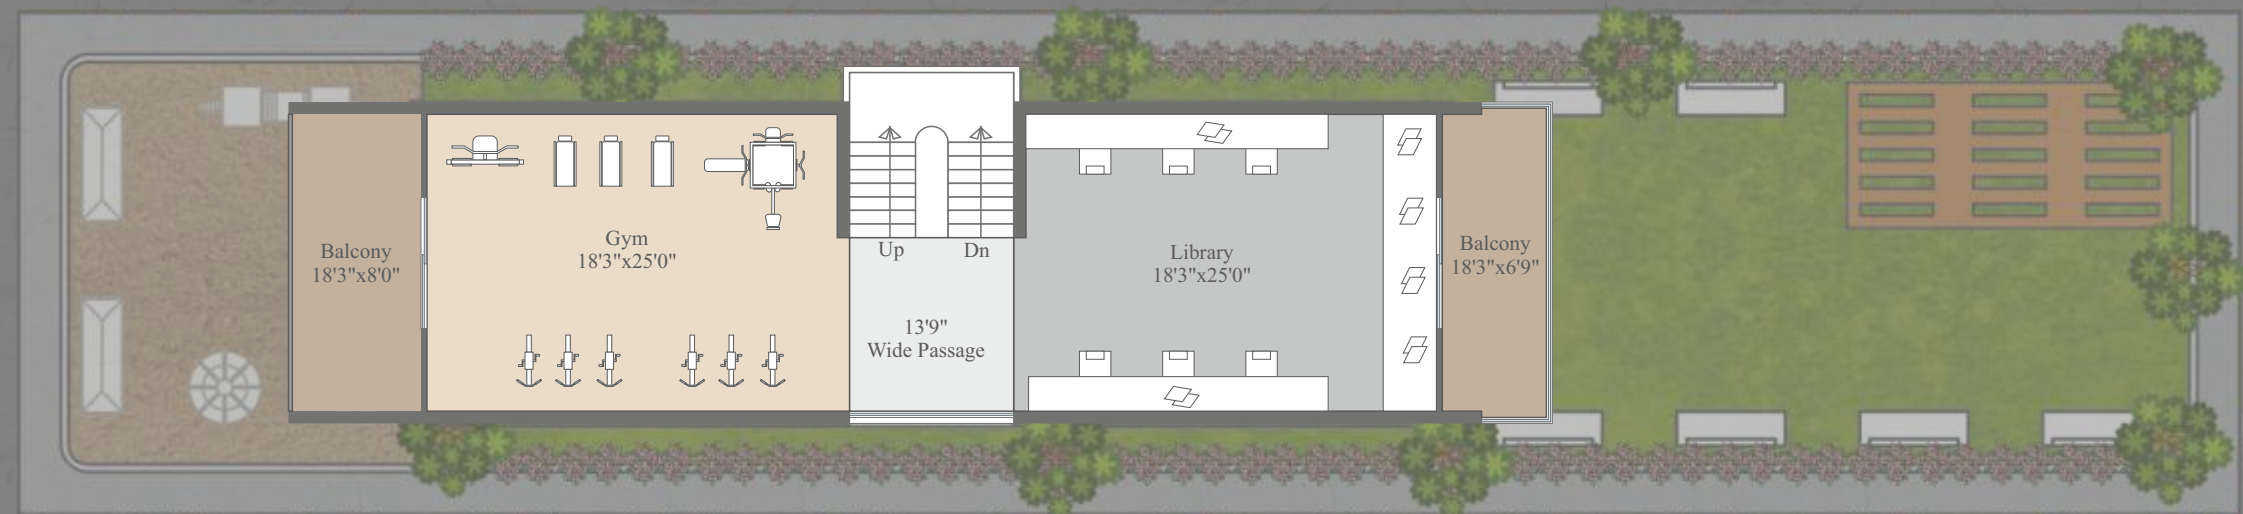 Balcony
18'3"x8'0"
Gym
18'3"x25'0"
Up
Dn
13'9"
Wide Passage
Library
18'3"x25'0"
Balcony
18'3"x6'9"